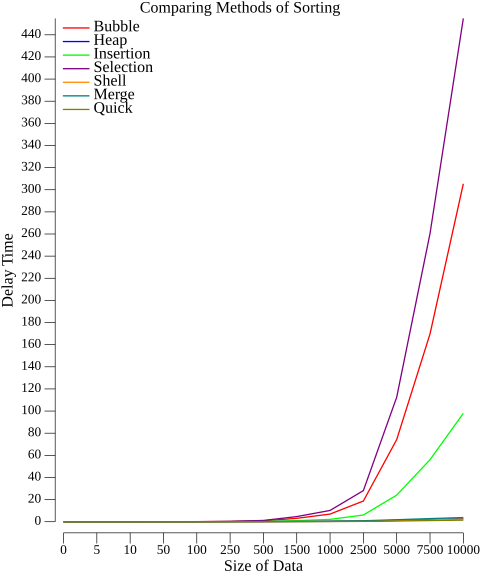 Comparing Methods of Sorting
Bubble
Heap
Insertion
Selection
Shell
Merge
Quick
440
420
400
380
360
340
320
300
280
260
240
220
200
180
160
140
120
100
80
60
40
20
0
Delay Time
0 5 10 50 100 250 500 1500 1000 2500 5000 7500 10000
Size of Data